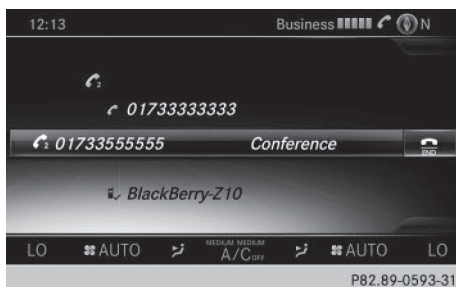 12:13 Business N
2
01733333333
2 01733555555 Conference END
BlackBerry-Z10
LO AUTO MEDIUM MEDIUM A/C OFF AUTO LO
P82.89-0593-31